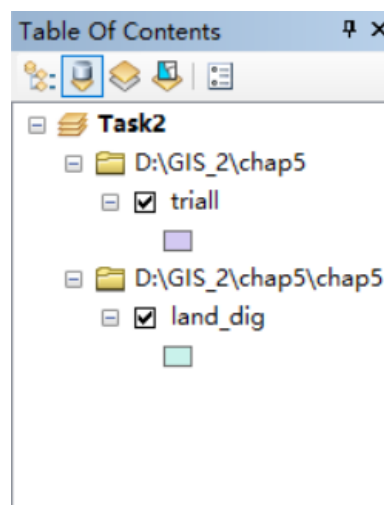 Table Of Contents
Task2
D:\GIS_2\chap5
triall
D:\GIS_2\chap5\chap5
land_dig